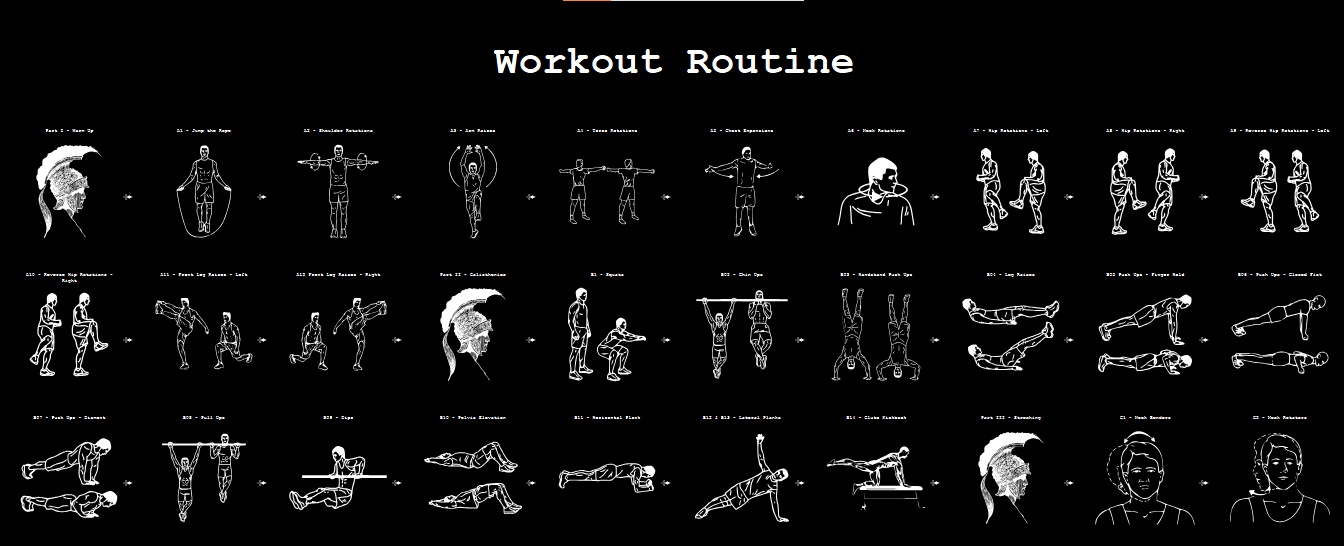 Workout Routine
Part I - Warm Up
A1 - Jump the Rope
A2 - Shoulder Rotations
A3 - Arm Raises
A4 - Torso Rotations
A5 - Chest Expansions
A6 - Neck Rotations
A7 - Hip Rotations - Left
A8 - Hip Rotations - Right
A9 - Reverse Hip Rotations - Left
A10 - Reverse Hip Rotations -
Right
A11 - Front Leg Raises - Left
A12 Front Leg Raises - Right
Part II - Calisthenics
B1 - Squats
B02 - Chin Ups
B03 - Handstand Push Ups
B04 - Leg Raises
B05 Push Ups - Finger Hold
B06 - Push Ups - Closed Fist
B07 - Push Ups - Diamont
B08 - Pull Ups
B09 - Dips
B10 - Pelvic Elevation
B11 - Horizontal Plank
B12 & B13 - Lateral Planks
B14 - Glute Kickback
Part III - Streching
C1 - Neck Benders
C2 - Neck Rotators